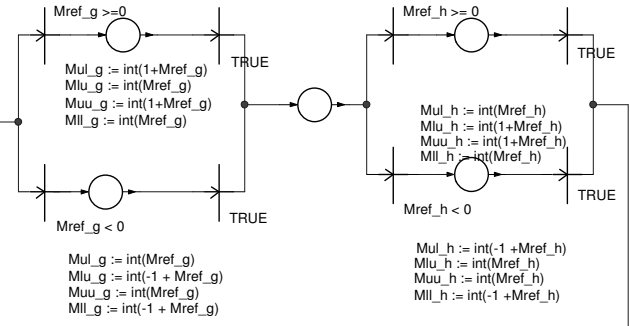 Mref_g >=0
TRUE
Mul_g := int(1+Mref_g)
Mlu_g := int(Mref_g)
Muu_g := int(1+Mref_g)
Mll_g := int(Mref_g)
Mref_g < 0
TRUE
Mul_g := int(Mref_g)
Mlu_g := int(-1 + Mref_g)
Muu_g := int(Mref_g)
Mll_g := int(-1 + Mref_g)
Mref_h >= 0
TRUE
Mul_h := int(Mref_h)
Mlu_h := int(1+Mref_h)
Muu_h := int(1+Mref_h)
Mll_h := int(Mref_h)
Mref_h < 0
TRUE
Mul_h := int(-1 +Mref_h)
Mlu_h := int(Mref_h)
Muu_h := int(Mref_h)
Mll_h := int(-1 +Mref_h)